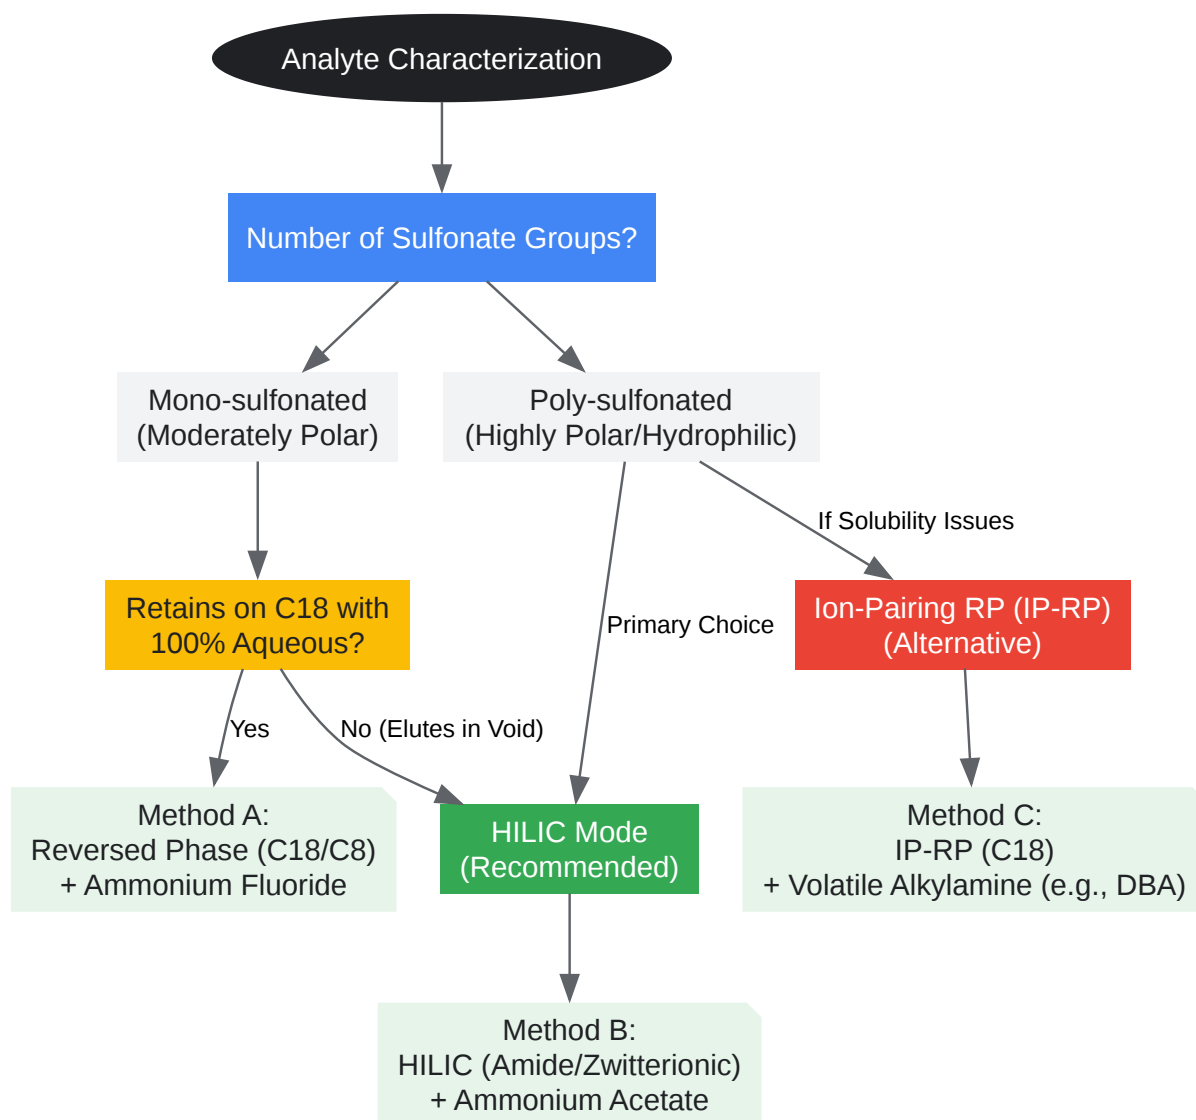 Analyte Characterization
Number of Sulfonate Groups?
Mono-sulfonated
(Moderately Polar)
Poly-sulfonated
(Highly Polar/Hydrophilic)
If Solubility Issues
Retains on C18 with
100% Aqueous?
Primary Choice
Ion-Pairing RP (IP-RP)
(Alternative)
Yes
No (Elutes in Void)
Method A:
Reversed Phase (C18/C8)
+ Ammonium Fluoride
HILIC Mode
(Recommended)
Method C:
IP-RP (C18)
+ Volatile Alkylamine (e.g., DBA)
Method B:
HILIC (Amide/Zwitterionic)
+ Ammonium Acetate